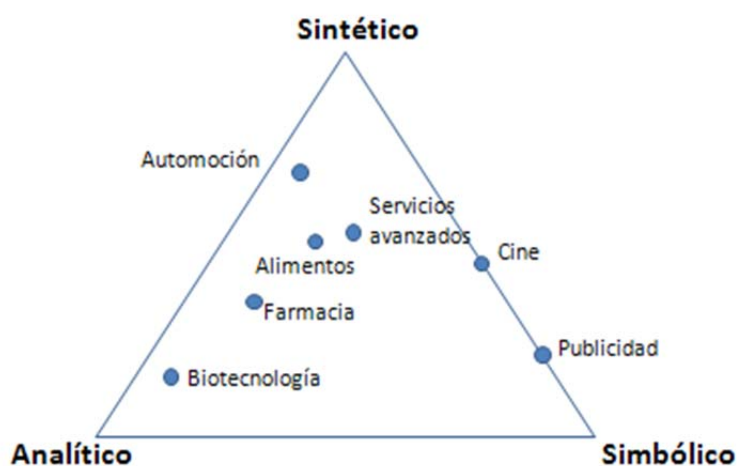 Sintético
Automoción
Servicios
avanzados
Alimentos
Cine
Farmacia
Publicidad
Biotecnología
Analítico
Simbólico